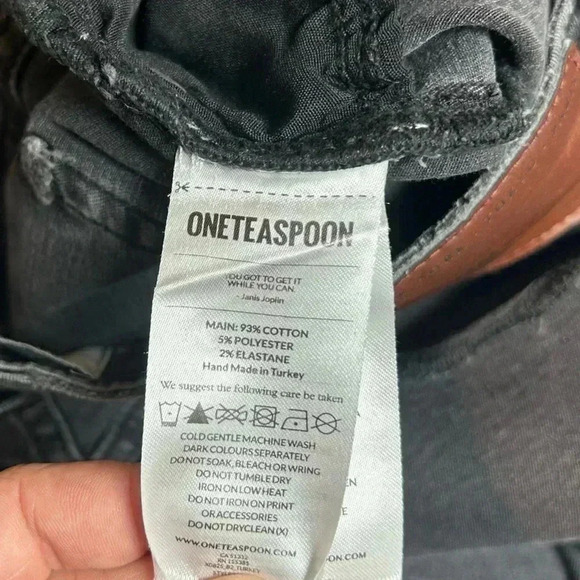 ONETEASPOON
YOU GOT TO GET IT
WHILE YOU CAN.
- Janis Joplin
MAIN: 93% COTTON
5% POLYESTER
2% ELASTANE
Hand Made in Turkey
We suggest the following care be taken
COLD GENTLE MACHINE WASH
DARK COLOURS SEPARATELY
DO NOT SOAK, BLEACH OR WRING
DO NOT TUMBLE DRY
IRON ON LOW HEAT
DO NOT IRON ON PRINT
OR ACCESSORIES
DO NOT DRYCLEAN (X)
WWW.ONETEASPOON.COM